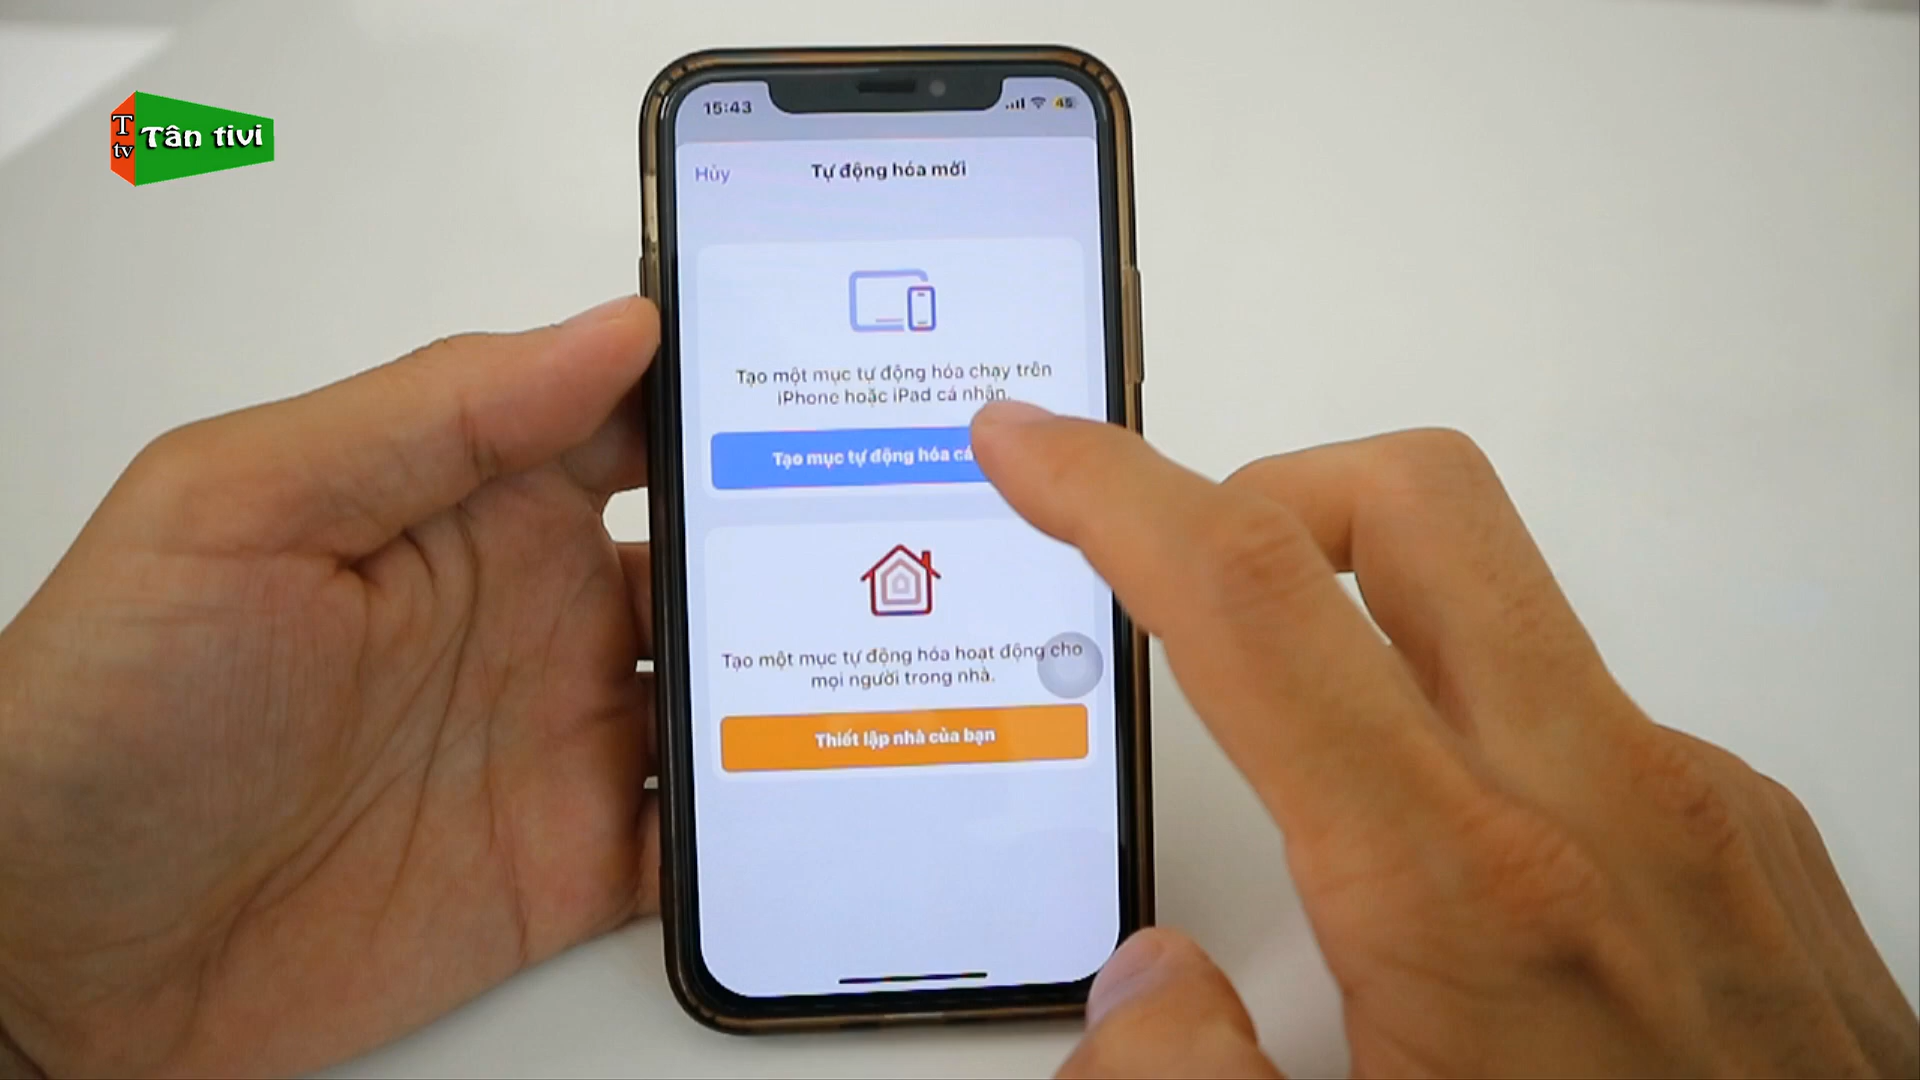 T
tv
Tân tivi
15:43
45
Hủy
Tự động hóa mới
Tạo một mục tự động hóa chạy trên
iPhone hoặc iPad cá nhân.
Tạo mục tự động hóa cá
Tạo một mục tự động hóa hoạt động cho
mọi người trong nhà.
Thiết lập nhà của bạn